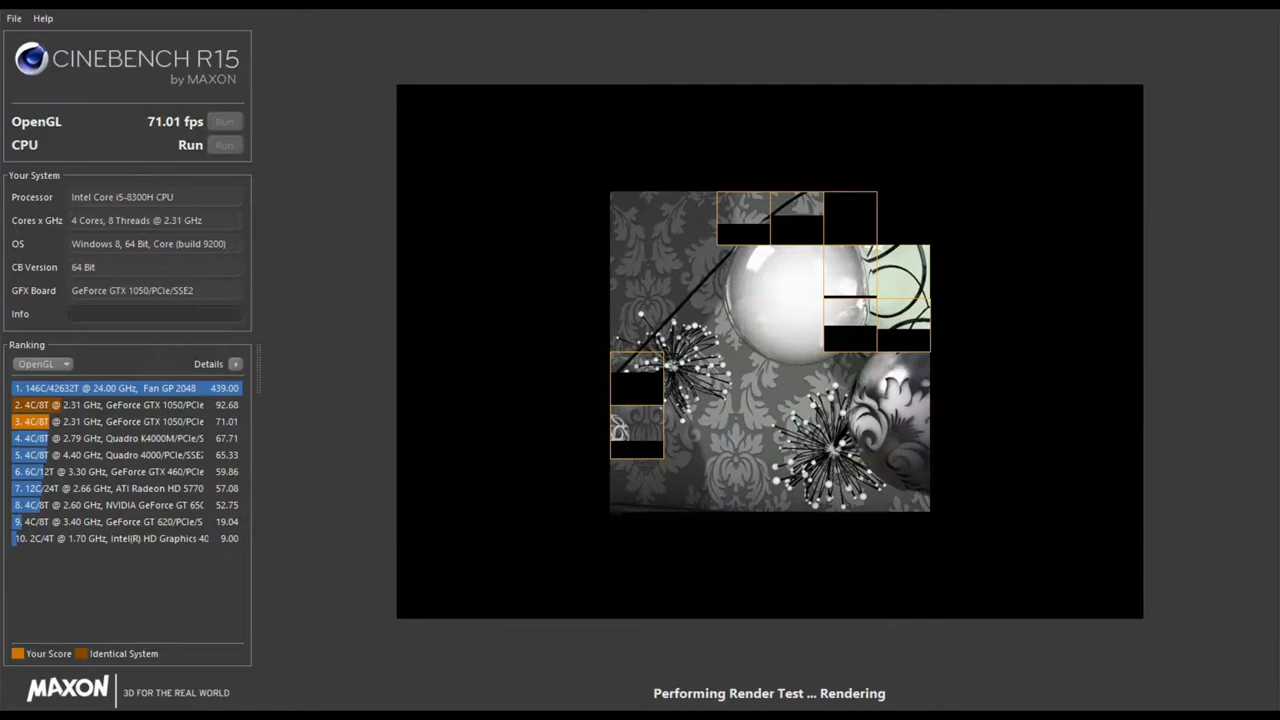 File Help
CINEBENCH R15
by MAXON
OpenGL 71.01 fps Run
CPU Run Run
Your System
Processor Intel Core i5-8300H CPU
Cores x GHz 4 Cores, 8 Threads @ 2.31 GHz
OS Windows 8, 64 Bit, Core (build 9200)
CB Version 64 Bit
GFX Board GeForce GTX 1050/PCIe/SSE2
Info
Ranking
OpenGL Details
1. 146C/42632T @ 24.00 GHz, Fan GP 2048 439.00
2. 4C/8T @ 2.31 GHz, GeForce GTX 1050/PCIe 92.68
3. 4C/8T @ 2.31 GHz, GeForce GTX 1050/PCIe 71.01
4. 4C/8T @ 2.79 GHz, Quadro K4000M/PCIe/S 67.71
5. 4C/8T @ 4.40 GHz, Quadro 4000/PCIe/SSE2 65.33
6. 6C/12T @ 3.30 GHz, GeForce GTX 460/PCIe 59.86
7. 12C/24T @ 2.66 GHz, ATI Radeon HD 5770 57.08
8. 4C/8T @ 2.60 GHz, NVIDIA GeForce GT 650 52.75
9. 4C/8T @ 3.40 GHz, GeForce GT 620/PCIe/S 19.04
10. 2C/4T @ 1.70 GHz, Intel(R) HD Graphics 40 9.00
Your Score Identical System
MAXON 3D FOR THE REAL WORLD
Performing Render Test ... Rendering